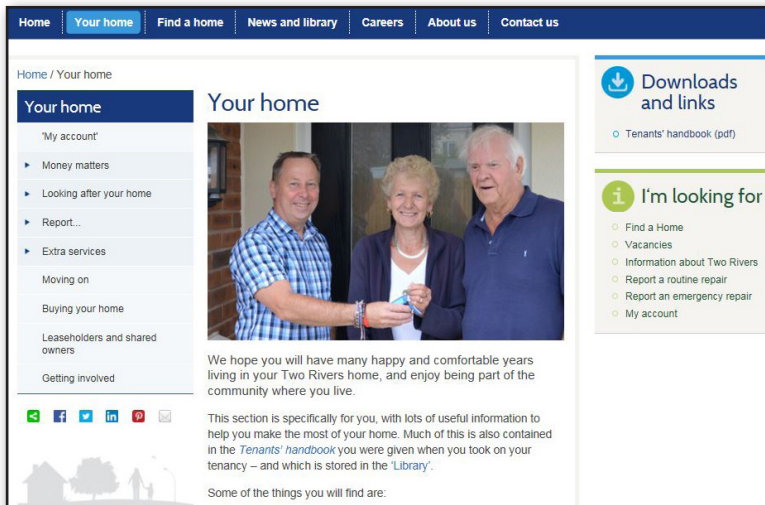 Home
Your home
Find a home
News and library
Careers
About us
Contact us
Home / Your home
Your home
'My account'
Money matters
Looking after your home
Report...
Extra services
Moving on
Buying your home
Leaseholders and shared
owners
Getting involved
Your home
We hope you will have many happy and comfortable years
living in your Two Rivers home, and enjoy being part of the
community where you live.
This section is specifically for you, with lots of useful information to
help you make the most of your home. Much of this is also contained
in the Tenants' handbook you were given when you took on your
tenancy – and which is stored in the 'Library'.
Some of the things you will find are:
Downloads
and links
Tenants' handbook (pdf)
I'm looking for
Find a Home
Vacancies
Information about Two Rivers
Report a routine repair
Report an emergency repair
My account